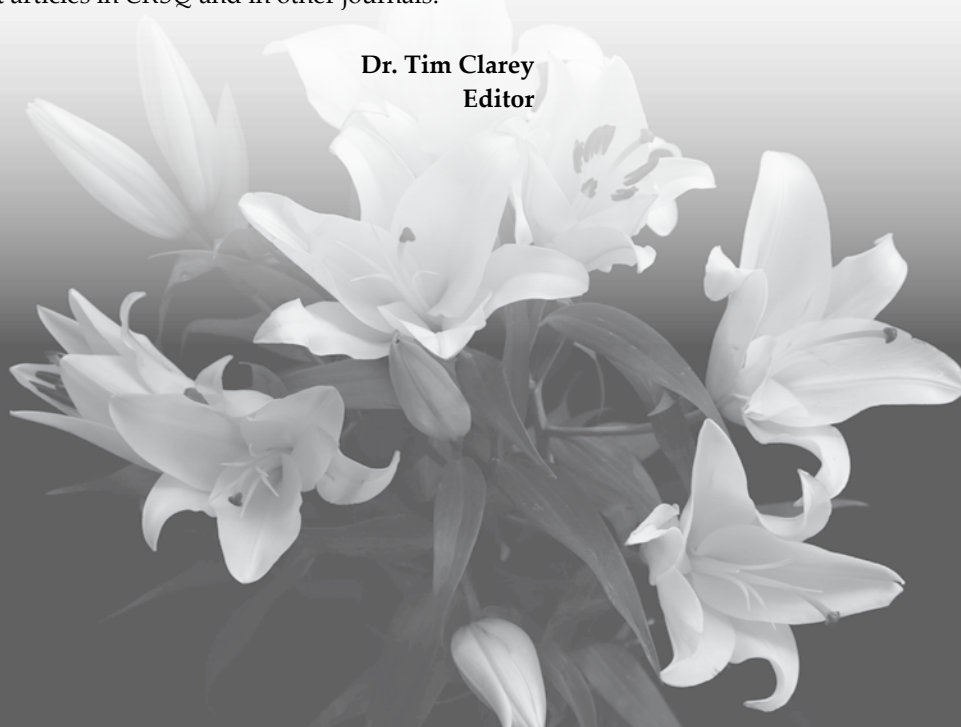 articles in CRSQ and in other journals.
Dr. Tim Clarey
Editor